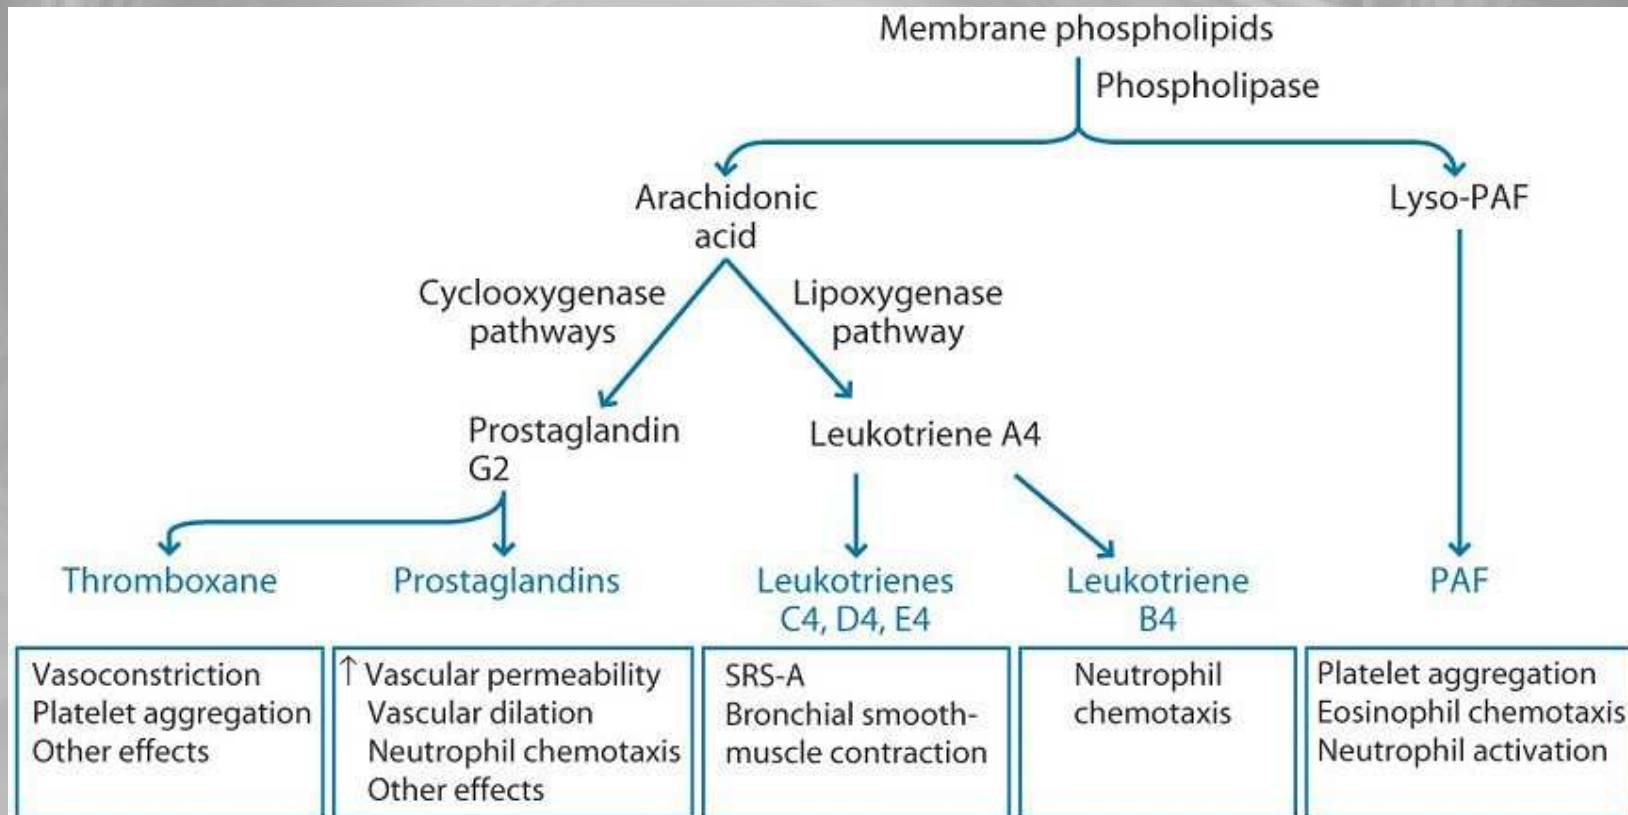 Membrane phospholipids
Phospholipase
Arachidonic
acid
Lyso-PAF
Cyclooxygenase
pathways
Lipoxygenase
pathway
Prostaglandin
G2
Leukotriene A4
Thromboxane
Prostaglandins
Leukotrienes
C4, D4, E4
Leukotriene
B4
PAF
Vasoconstriction
Platelet aggregation
Other effects
↑ Vascular permeability
Vascular dilation
Neutrophil chemotaxis
Other effects
SRS-A
Bronchial smooth-
muscle contraction
Neutrophil
chemotaxis
Platelet aggregation
Eosinophil chemotaxis
Neutrophil activation